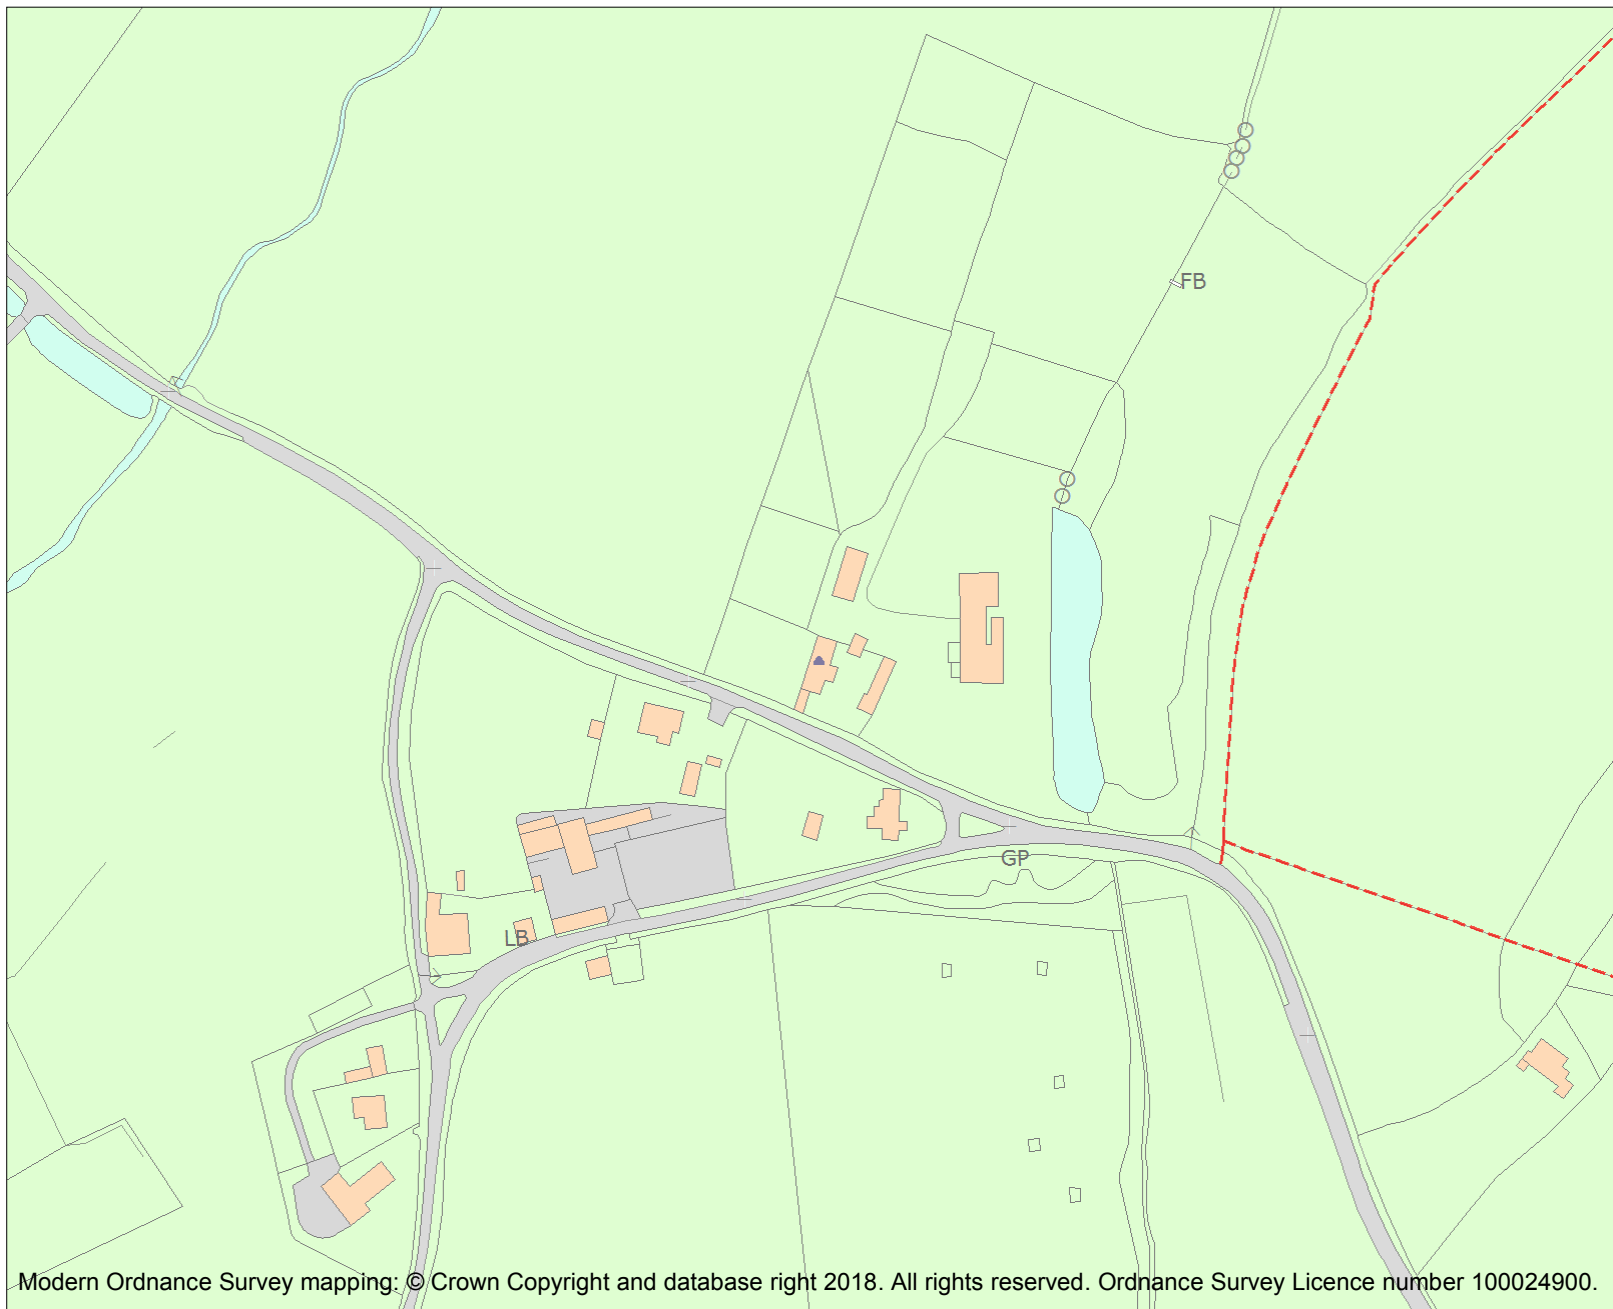 FB
GP
LB
Modern Ordnance Survey mapping: © Crown Copyright and database right 2018. All rights reserved. Ordnance Survey Licence number 100024900.